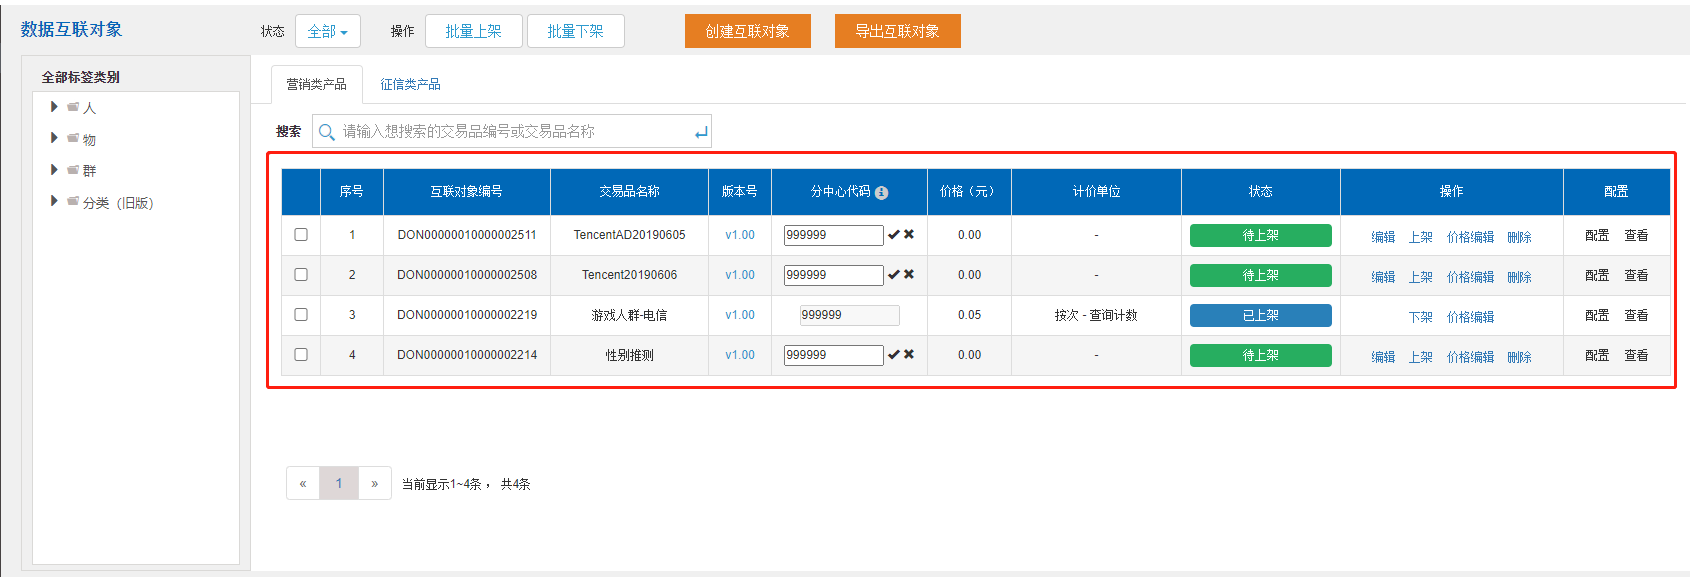 数据互联对象
状态 全部 操作 批量上架 批量下架 创建互联对象 导出互联对象
全部标签类别
人
物
群
分类（旧版）
营销类产品 征信类产品
搜索 请输入想搜索的交易品编号或交易品名称
序号 互联对象编号 交易品名称 版本号 分中心代码 价格（元） 计价单位 状态 操作 配置
1 DON00000010000002511 TencentAD20190605 v1.00 999999 0.00 - 待上架 编辑 上架 价格编辑 删除 配置 查看
2 DON00000010000002508 Tencent20190606 v1.00 999999 0.00 - 待上架 编辑 上架 价格编辑 删除 配置 查看
3 DON00000010000002219 游戏人群-电信 v1.00 999999 0.05 按次 - 查询计数 已上架 下架 价格编辑 配置 查看
4 DON00000010000002214 性别推测 v1.00 999999 0.00 - 待上架 编辑 上架 价格编辑 删除 配置 查看
« 1 » 当前显示1~4条， 共4条